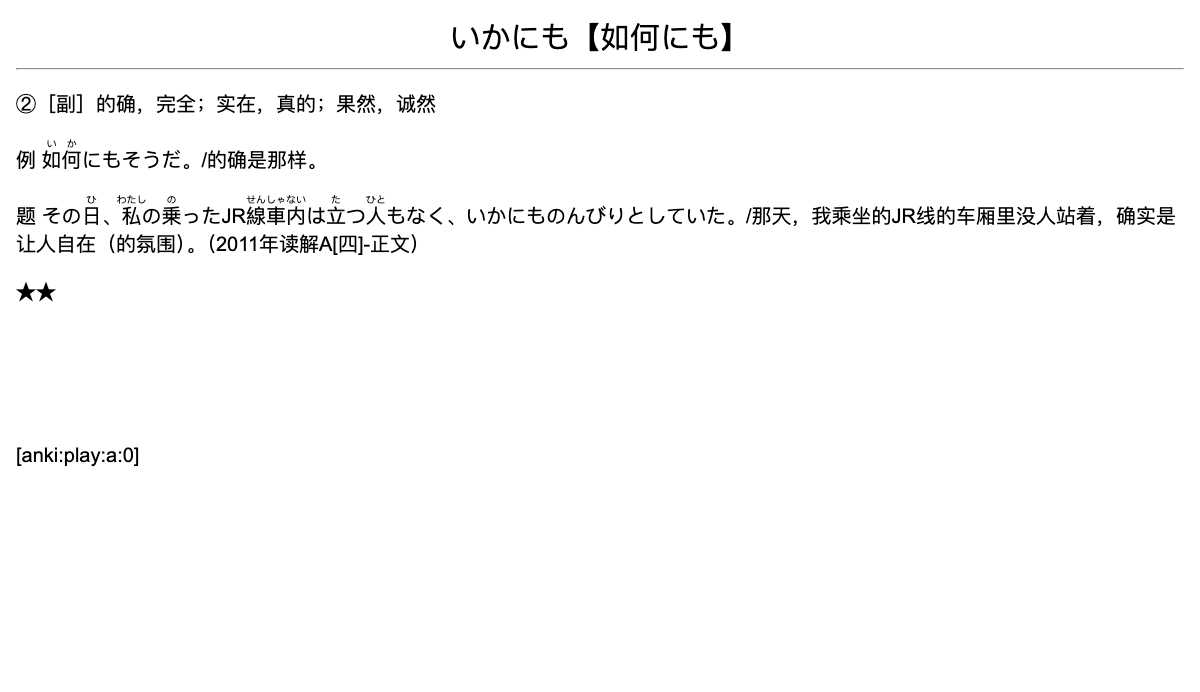 いかにも【如何にも】
②［副］的确，完全；实在，真的；果然，诚然
いか
例 如何にもそうだ。/的确是那样。
ひ わたし の せんしゃない た ひと
题 その日、私の乗ったJR線車内は立つ人もなく、いかにものんびりとしていた。/那天，我乘坐的JR线的车厢里没人站着，确实是
让人自在（的氛围）。（2011年读解A[四]-正文）
★★
[anki:play:a:0]